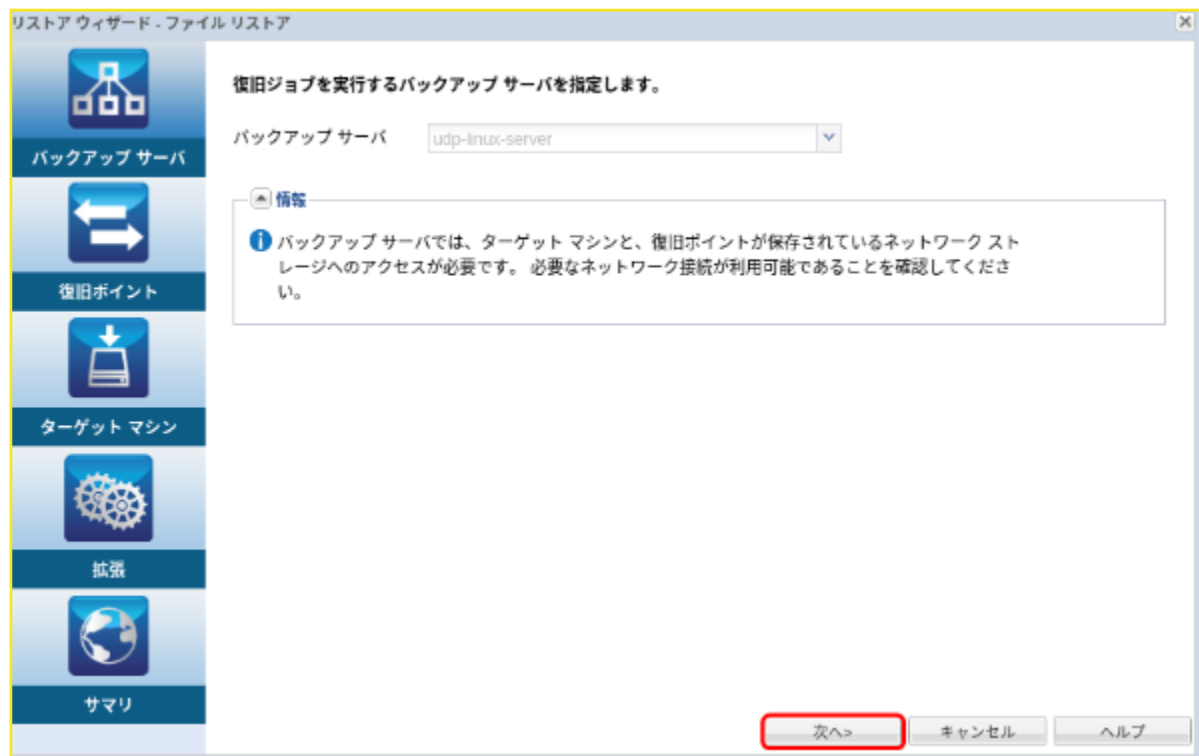 リストア ウィザード - ファイル リストア
バックアップ サーバ
復旧ポイント
ターゲット マシン
拡張
サマリ
復旧ジョブを実行するバックアップ サーバを指定します。
バックアップ サーバ udp-linux-server
情報
バックアップ サーバでは、ターゲット マシンと、復旧ポイントが保存されているネットワーク スト
レージへのアクセスが必要です。 必要なネットワーク接続が利用可能であることを確認してくださ
い。
次へ> キャンセル ヘルプ